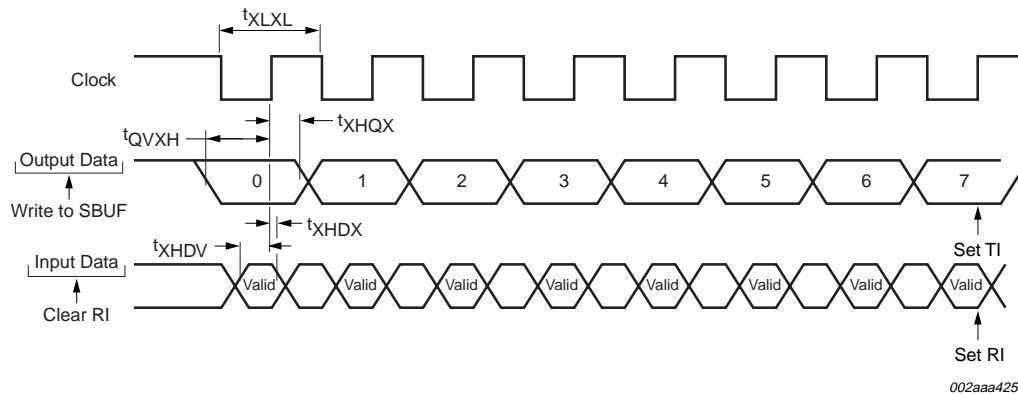 tXLXL
Clock
tQVXH
tXHQX
Output Data
0 1 2 3 4 5 6 7
Write to SBUF
tXHDX
tXHDV
Set TI
Input Data
Valid Valid Valid Valid Valid Valid Valid Valid
Clear RI
Set RI
002aaa425